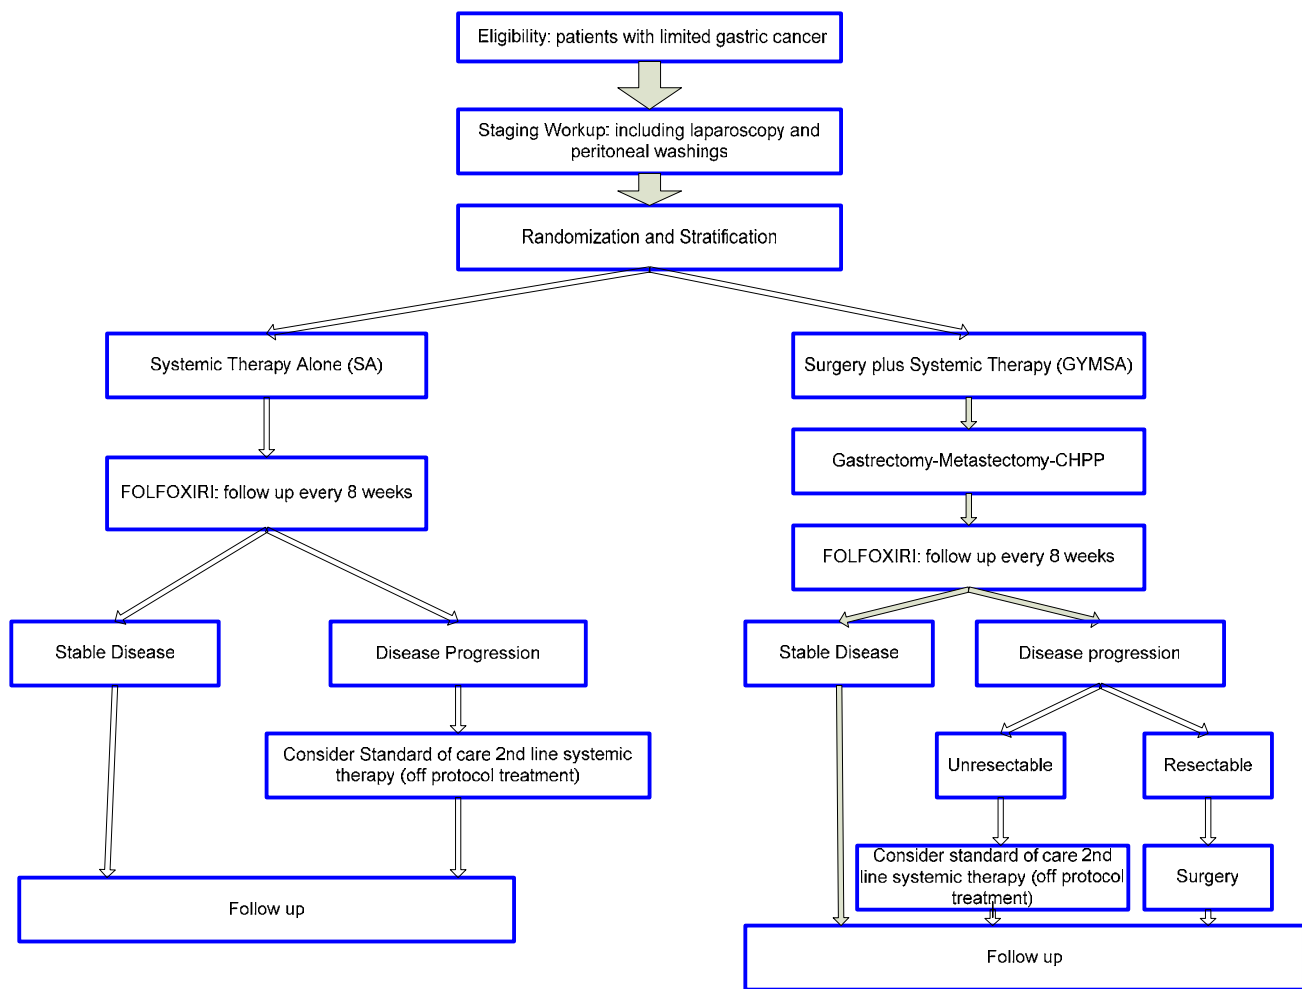 Eligibility: patients with limited gastric cancer
Staging Workup: including laparoscopy and
peritoneal washings
Randomization and Stratification
Systemic Therapy Alone (SA)
Surgery plus Systemic Therapy (GYMSA)
Gastrectomy-Metastectomy-CHPP
FOLFOXIRI: follow up every 8 weeks
FOLFOXIRI: follow up every 8 weeks
Stable Disease
Disease Progression
Stable Disease
Disease progression
Consider Standard of care 2nd line systemic
therapy (off protocol treatment)
Unresectable
Resectable
Consider standard of care 2nd
line systemic therapy (off protocol
treatment)
Surgery
Follow up
Follow up